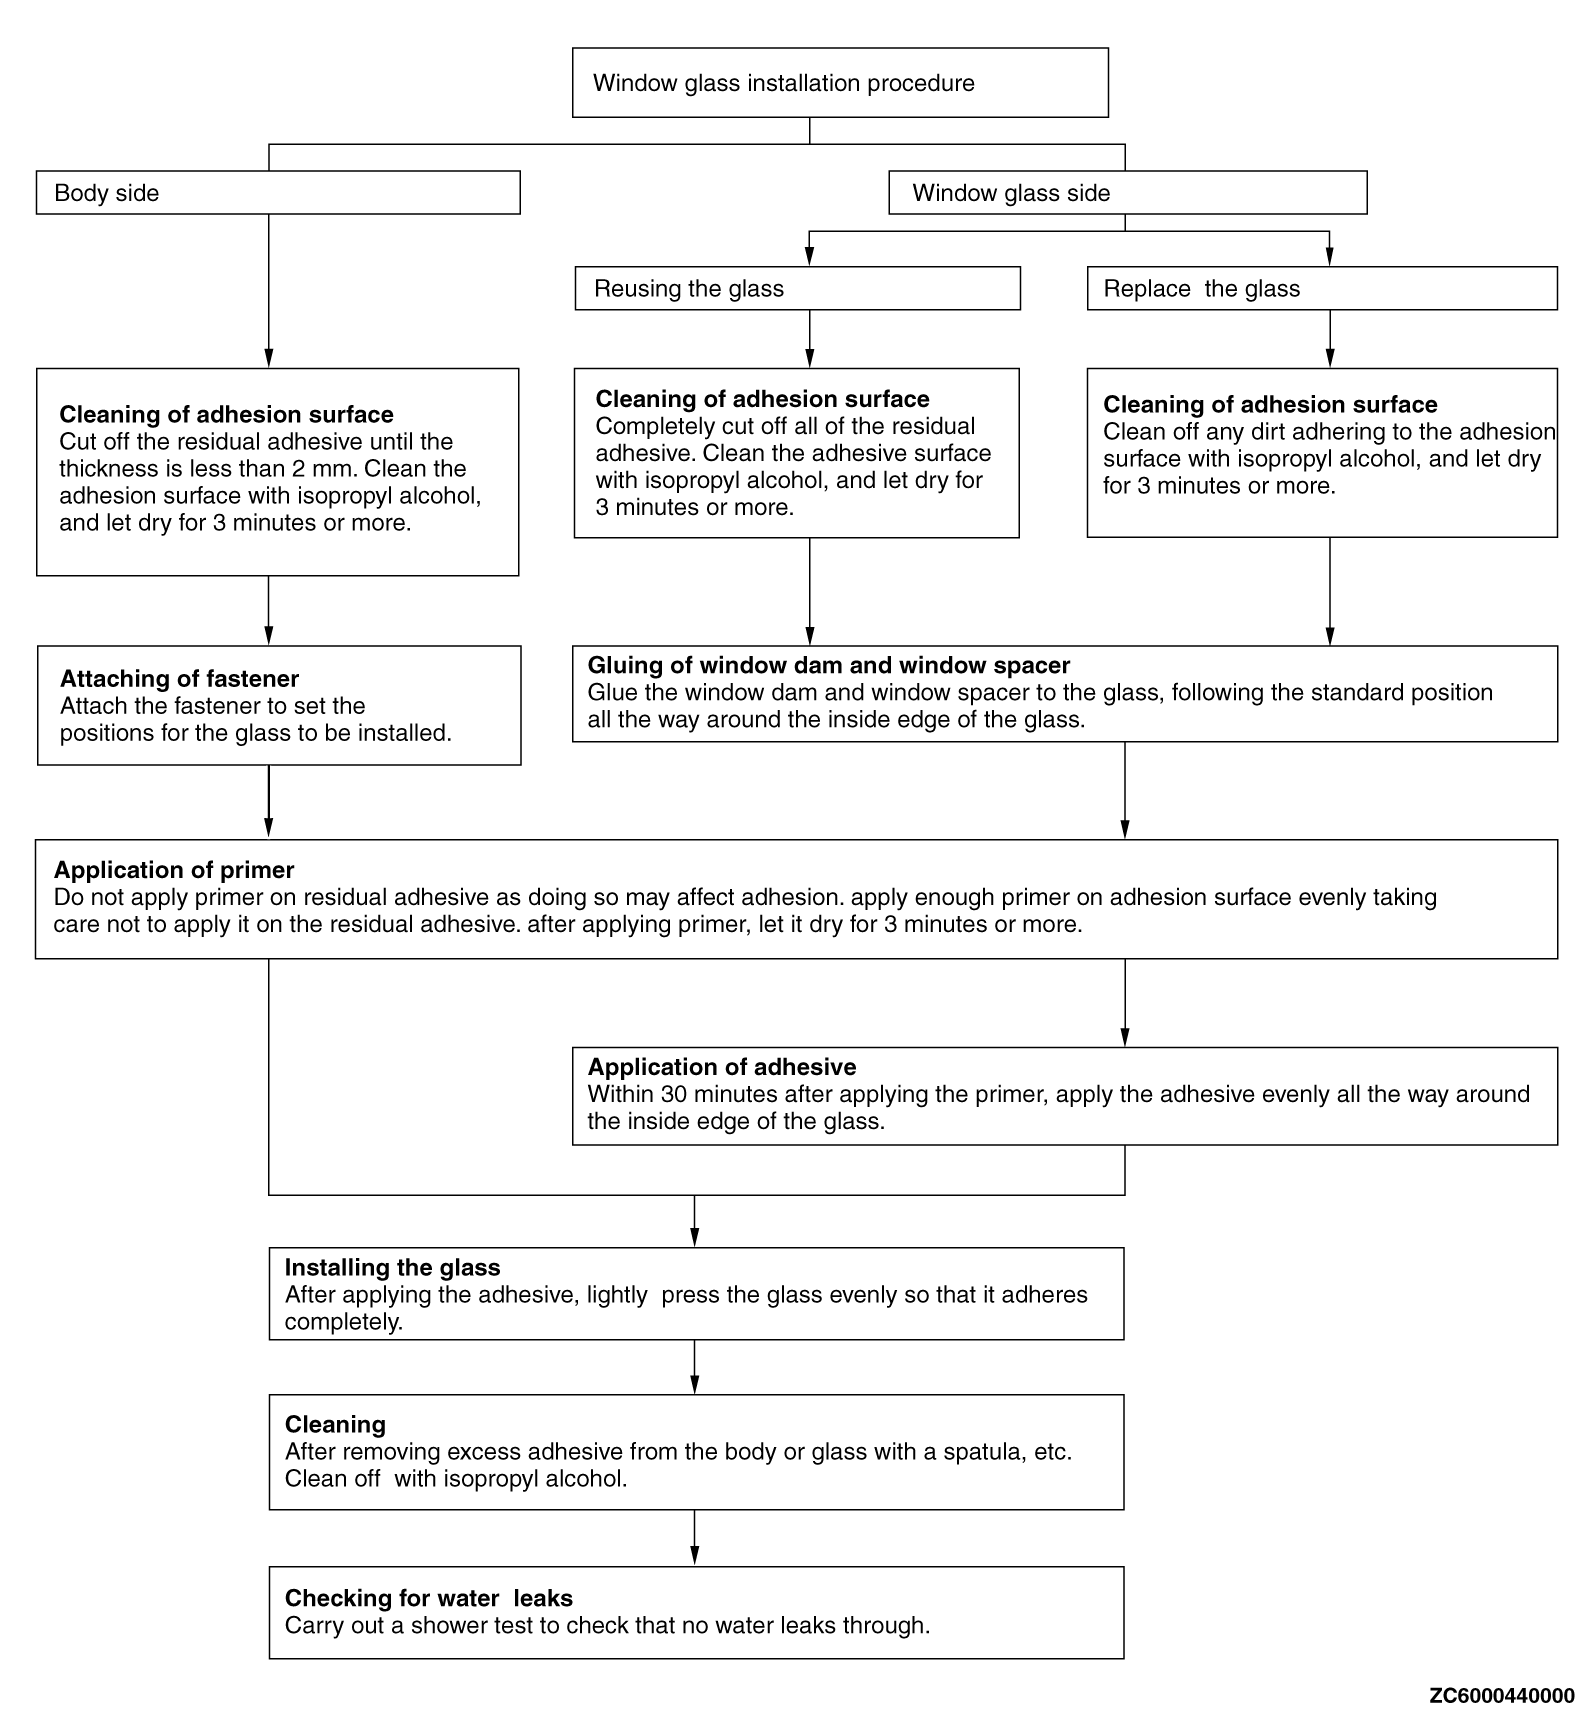 Window glass installation procedure
Body side
Window glass side
Reusing the glass
Replace  the glass
Cleaning of adhesion surface
Cut off the residual adhesive until the
thickness is less than 2 mm. Clean the
adhesion surface with isopropyl alcohol,
and let dry for 3 minutes or more.
Cleaning of adhesion surface
Completely cut off all of the residual
adhesive. Clean the adhesive surface
with isopropyl alcohol, and let dry for
3 minutes or more.
Cleaning of adhesion surface
Clean off any dirt adhering to the adhesion
surface with isopropyl alcohol, and let dry
for 3 minutes or more.
Attaching of fastener
Attach the fastener to set the
positions for the glass to be installed.
Gluing of window dam and window spacer
Glue the window dam and window spacer to the glass, following the standard position
all the way around the inside edge of the glass.
Application of primer
Do not apply primer on residual adhesive as doing so may affect adhesion. apply enough primer on adhesion surface evenly taking
care not to apply it on the residual adhesive. after applying primer, let it dry for 3 minutes or more.
Application of adhesive
Within 30 minutes after applying the primer, apply the adhesive evenly all the way around
the inside edge of the glass.
Installing the glass
After applying the adhesive, lightly  press the glass evenly so that it adheres
completely.
Cleaning
After removing excess adhesive from the body or glass with a spatula, etc.
Clean off  with isopropyl alcohol.
Checking for water  leaks
Carry out a shower test to check that no water leaks through.
ZC6000440000